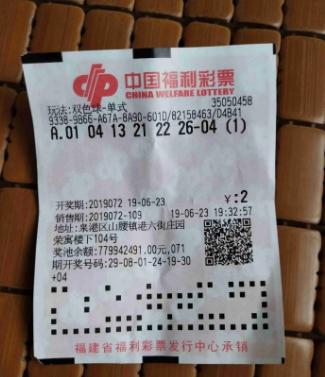 中国福利彩票
CHINA WELFARE LOTTERY
玩法:双色球-单式 35050458
9338-9B66-A67A-8A90-601D/82158463/D4B41
A.01 04 13 21 22 26-04 (1)
开奖期:2019072 19-06-23 ¥:2
销售期:2019072-109 19-06-23 19:32:57
地址:泉港区山腰镇港六街庄园
荣寓楼下104号
奖池余额:779942491.00元,071
期开奖号码:29-08-01-24-19-30
+04
福建省福利彩票发行中心承销